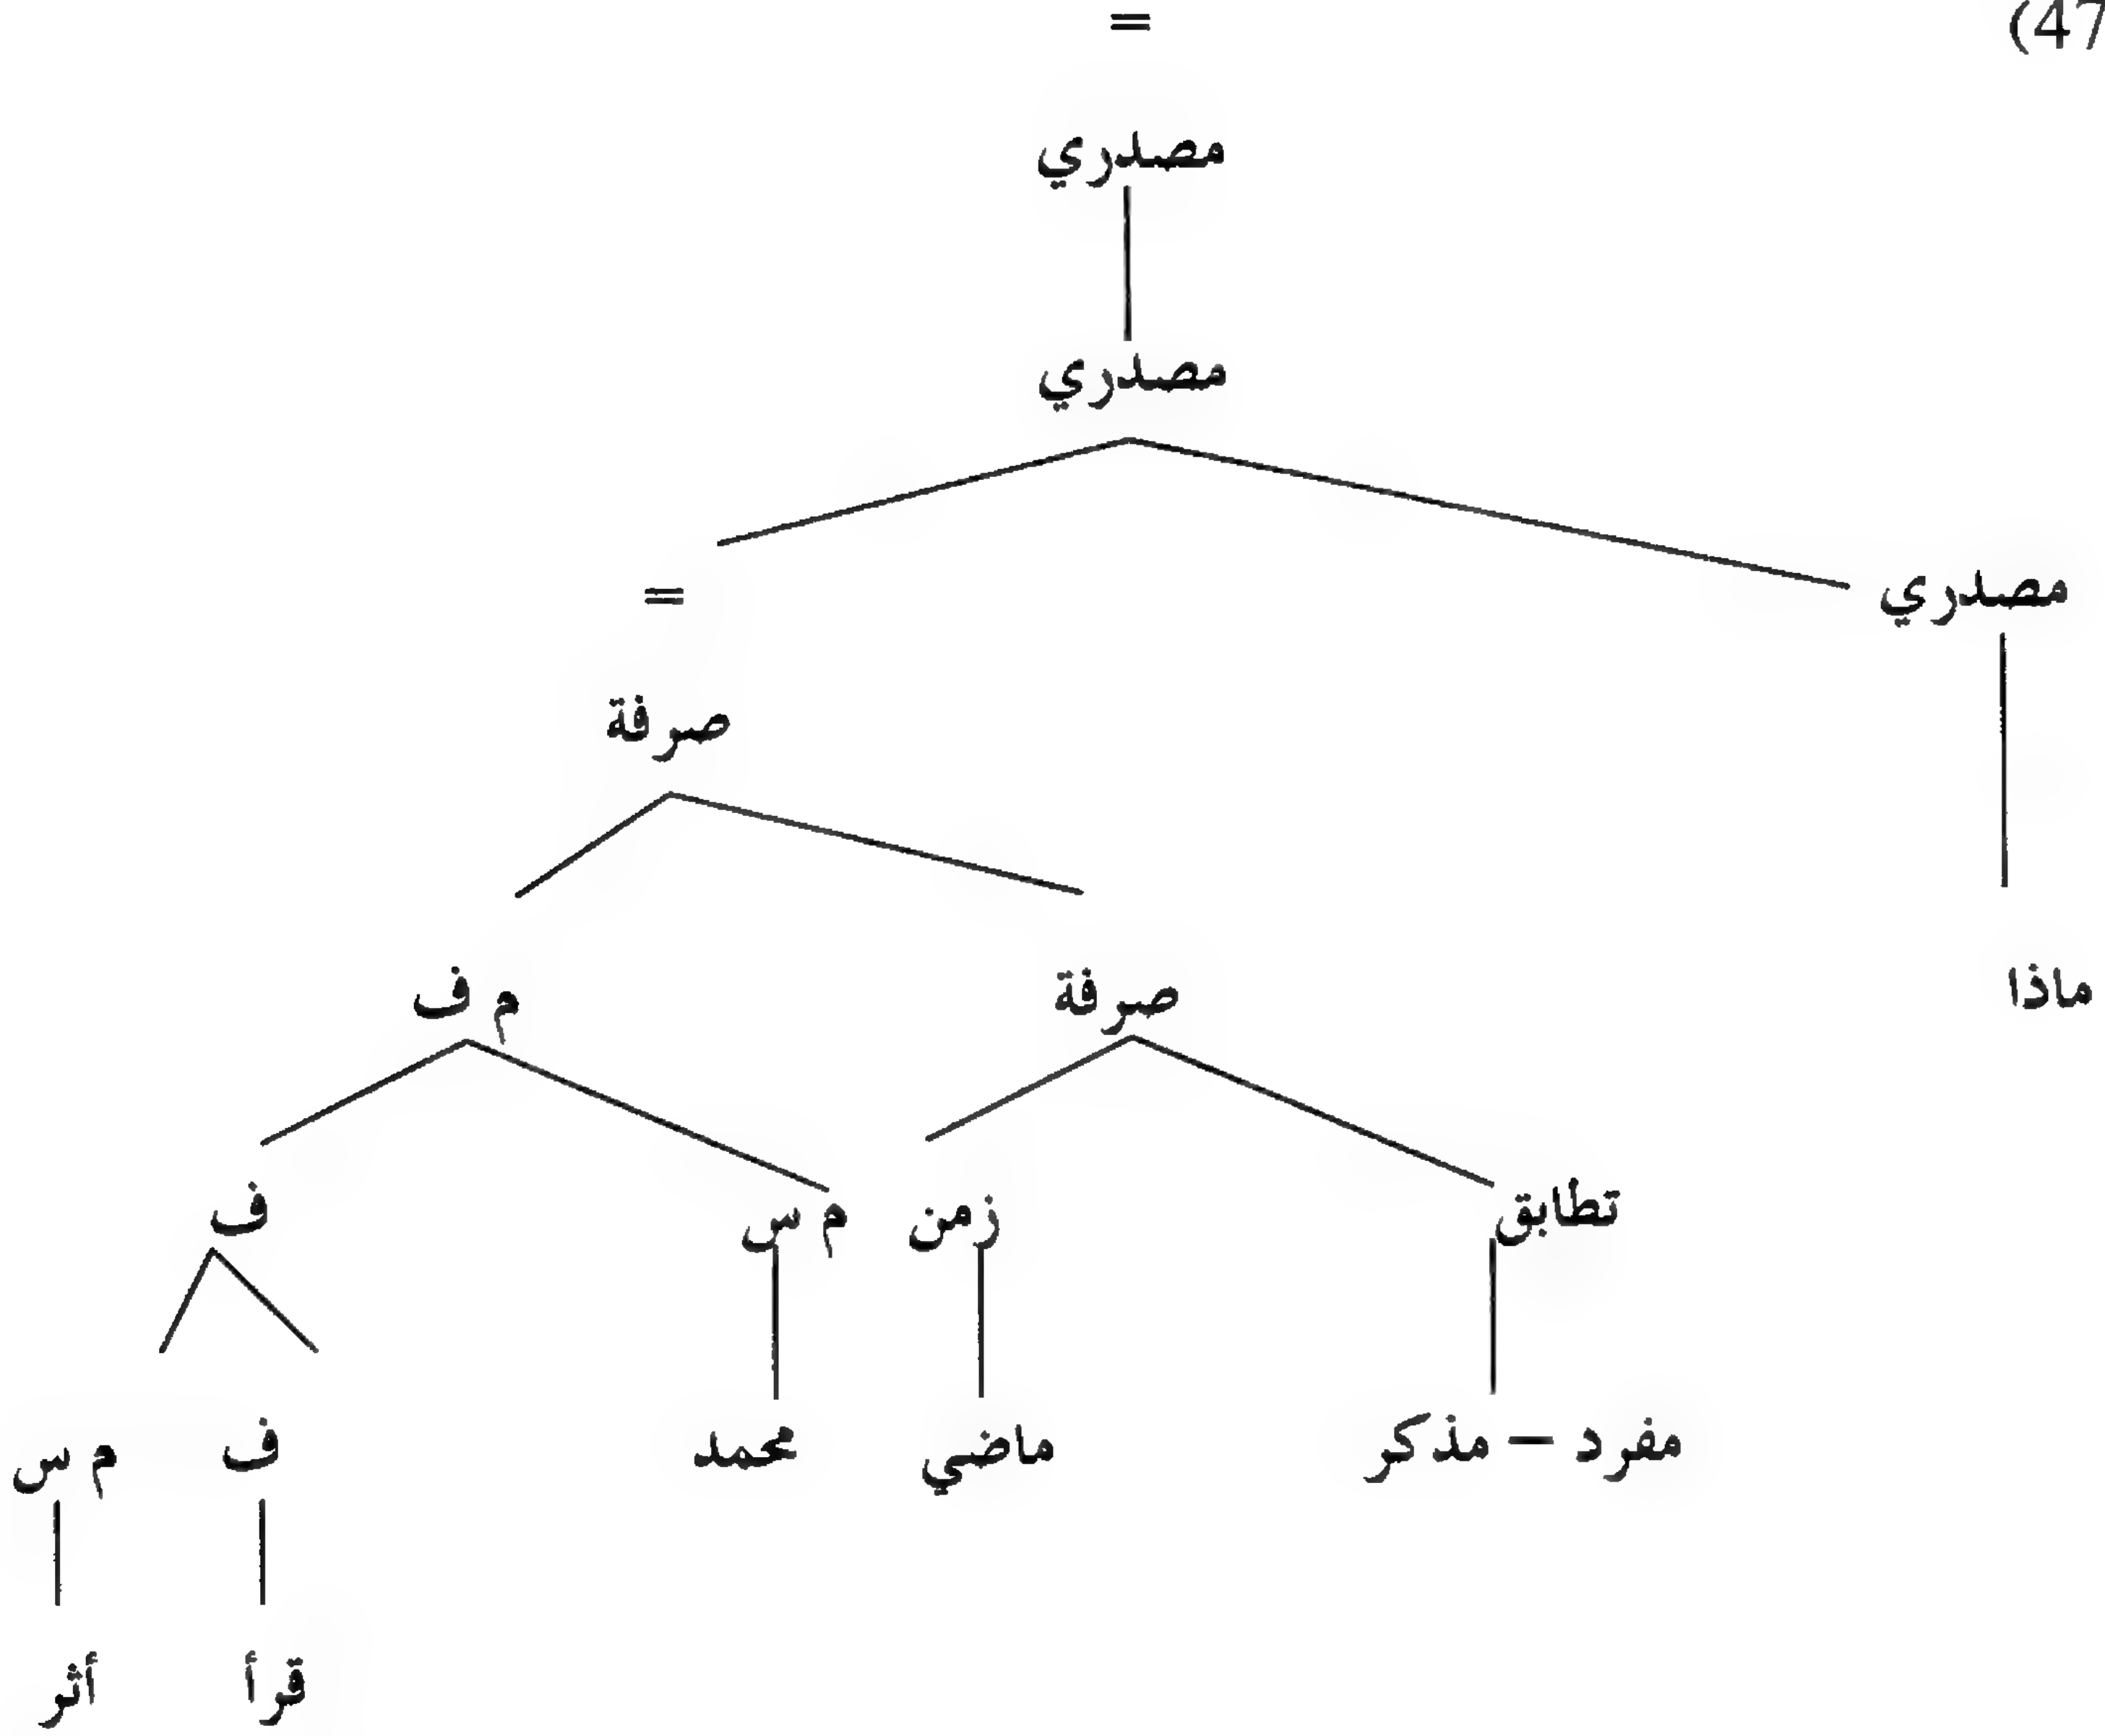 (47 =
مصدري
مصدري
مصدري =
صرفة
ماذا صرفة م ف
تطابق زمن م س ف
مفرد – مذكر ماضي محمد ف م س
قرأ أثر